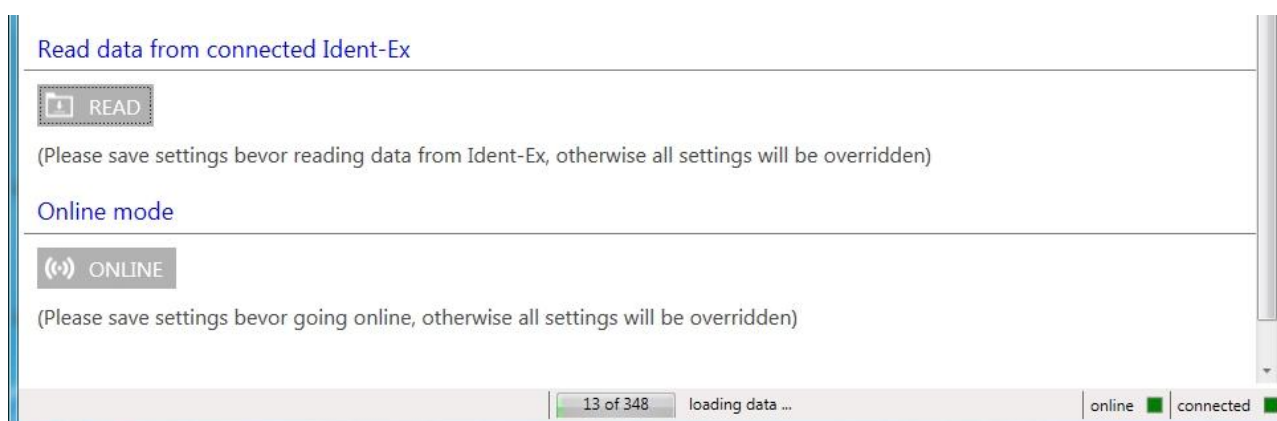 Read data from connected Ident-Ex
READ
(Please save settings bevor reading data from Ident-Ex, otherwise all settings will be overridden)
Online mode
ONLINE
(Please save settings bevor going online, otherwise all settings will be overridden)
13 of 348 loading data ... online connected